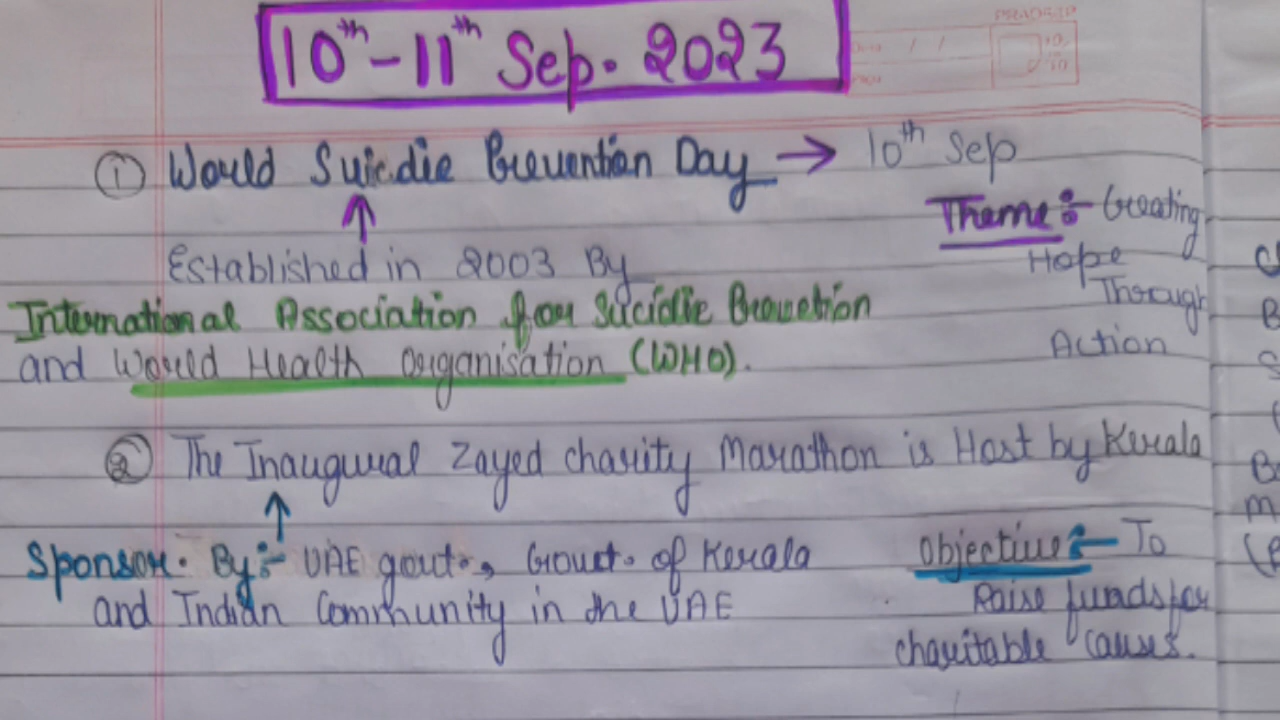 10th - 11th Sep. 2023
PRADEEP
① World Suicidie Prevention Day → 10th Sep
Theme :- Creating
Hope
Through
Action
Established in 2003 By
International Association for Sucidie Prevetion
and World Health Organisation (WHO).
② The Inaugural Zayed charity Marathon is Host by Kerala
Sponsor. By :- UAE govt., Govt. of Kerala
and Indian Community in the UAE
Objective :- To
Raise funds for
charitable causes.